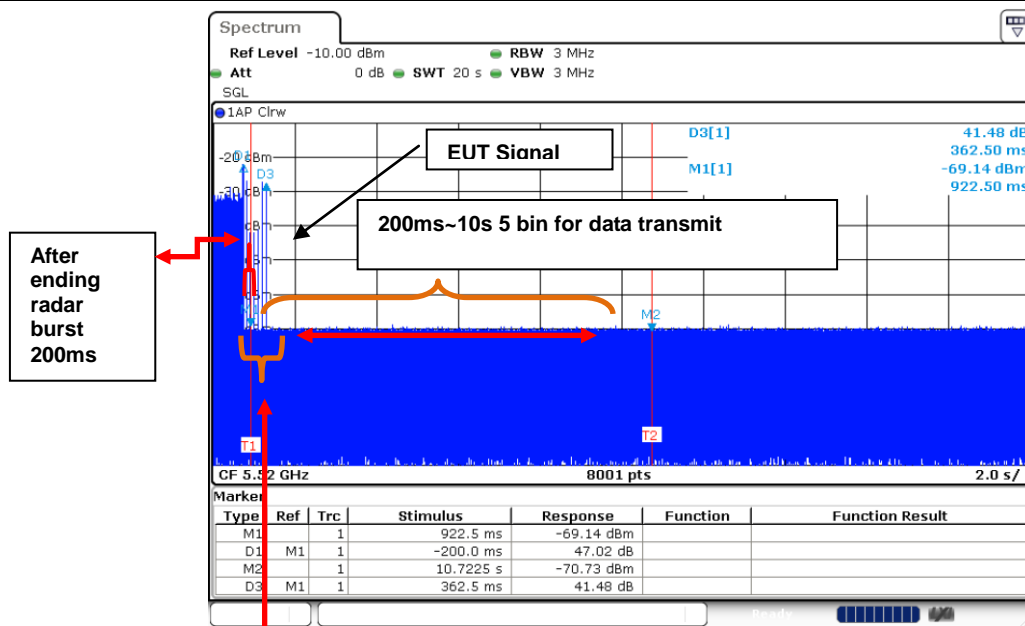 Spectrum
Ref Level -10.00 dBm RBW 3 MHz
Att 0 dB SWT 20 s VBW 3 MHz
SGL
1AP Clrw
D3[1] 41.48 dB
362.50 ms
M1[1] -69.14 dBm
922.50 ms
-20 dBm
D1
D3
-30 dBm
EUT Signal
200ms~10s 5 bin for data transmit
After
ending
radar
burst
200ms
M2
T1
T2
CF 5.52 GHz 8001 pts 2.0 s/
Marker
Type Ref Trc Stimulus Response Function Function Result
M1 1 922.5 ms -69.14 dBm
D1 M1 1 -200.0 ms 47.02 dB
M2 1 10.7225 s -70.73 dBm
D3 M1 1 362.5 ms 41.48 dB
Ready